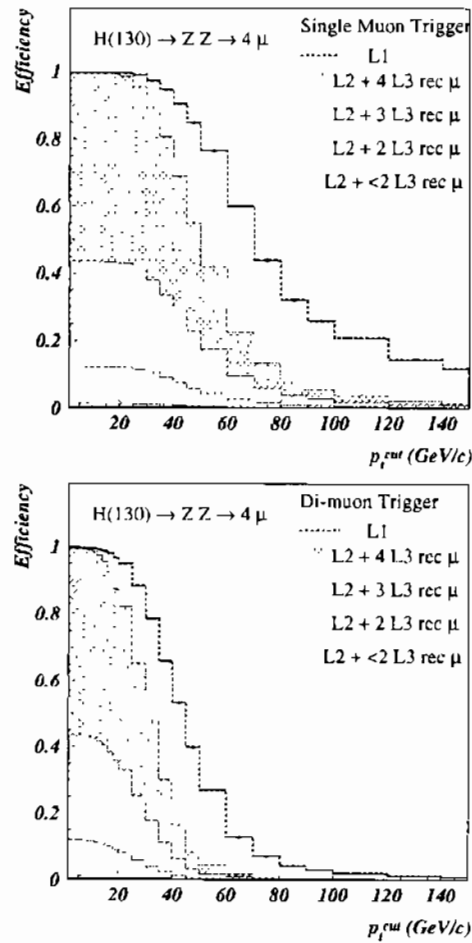 Efficiency
H(130) → Z Z → 4 μ
Single Muon Trigger
L1
L2 + 4 L3 rec μ
L2 + 3 L3 rec μ
L2 + 2 L3 rec μ
L2 + <2 L3 rec μ
1
0.8
0.6
0.4
0.2
0
20 40 60 80 100 120 140
p_t^cut (GeV/c)
Efficiency
H(130) → Z Z → 4 μ
Di-muon Trigger
L1
L2 + 4 L3 rec μ
L2 + 3 L3 rec μ
L2 + 2 L3 rec μ
L2 + <2 L3 rec μ
1
0.8
0.6
0.4
0.2
0
20 40 60 80 100 120 140
p_t^cut (GeV/c)